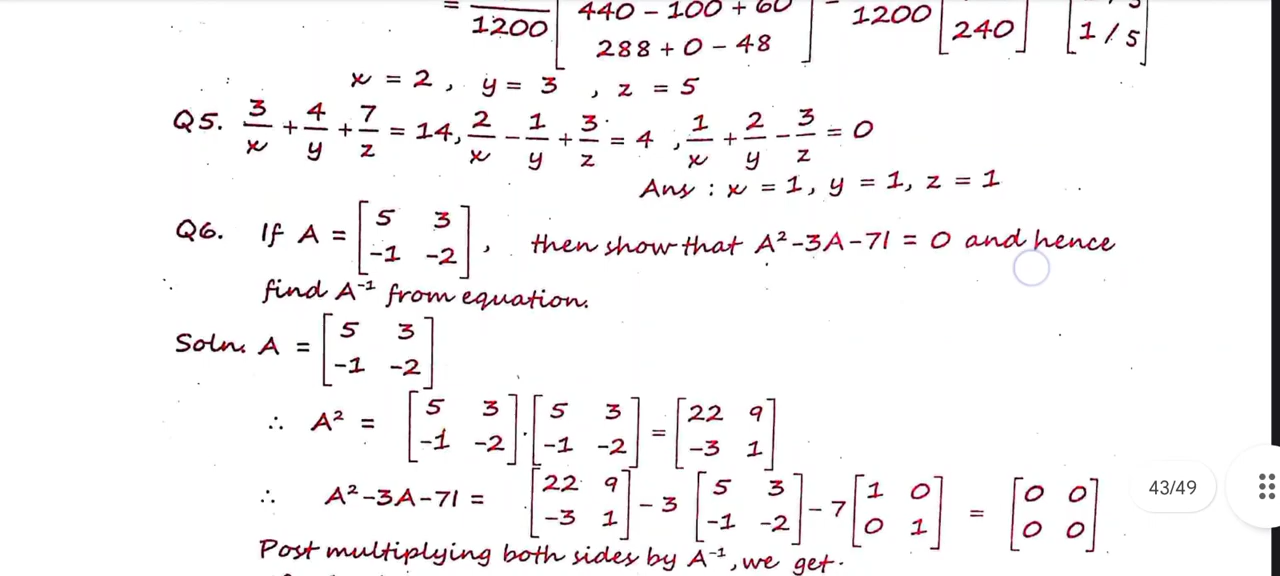 = 1/1200 [440 - 100 + 60
288 + 0 - 48] = 1/1200 [240] [1/5]
x = 2, y = 3, z = 5
Q5. 3/x + 4/y + 7/z = 14, 2/x - 1/y + 3/z = 4, 1/x + 2/y - 3/z = 0
Ans : x = 1, y = 1, z = 1
Q6. If A = [5 3; -1 -2], then show that A²-3A-7I = 0 and hence
find A⁻¹ from equation.
Soln. A = [5 3; -1 -2]
∴ A² = [5 3; -1 -2].[5 3; -1 -2] = [22 9; -3 1]
∴ A²-3A-7I = [22 9; -3 1] - 3 [5 3; -1 -2] - 7 [1 0; 0 1] = [0 0; 0 0]
43/49
Post multiplying both sides by A⁻¹, we get.